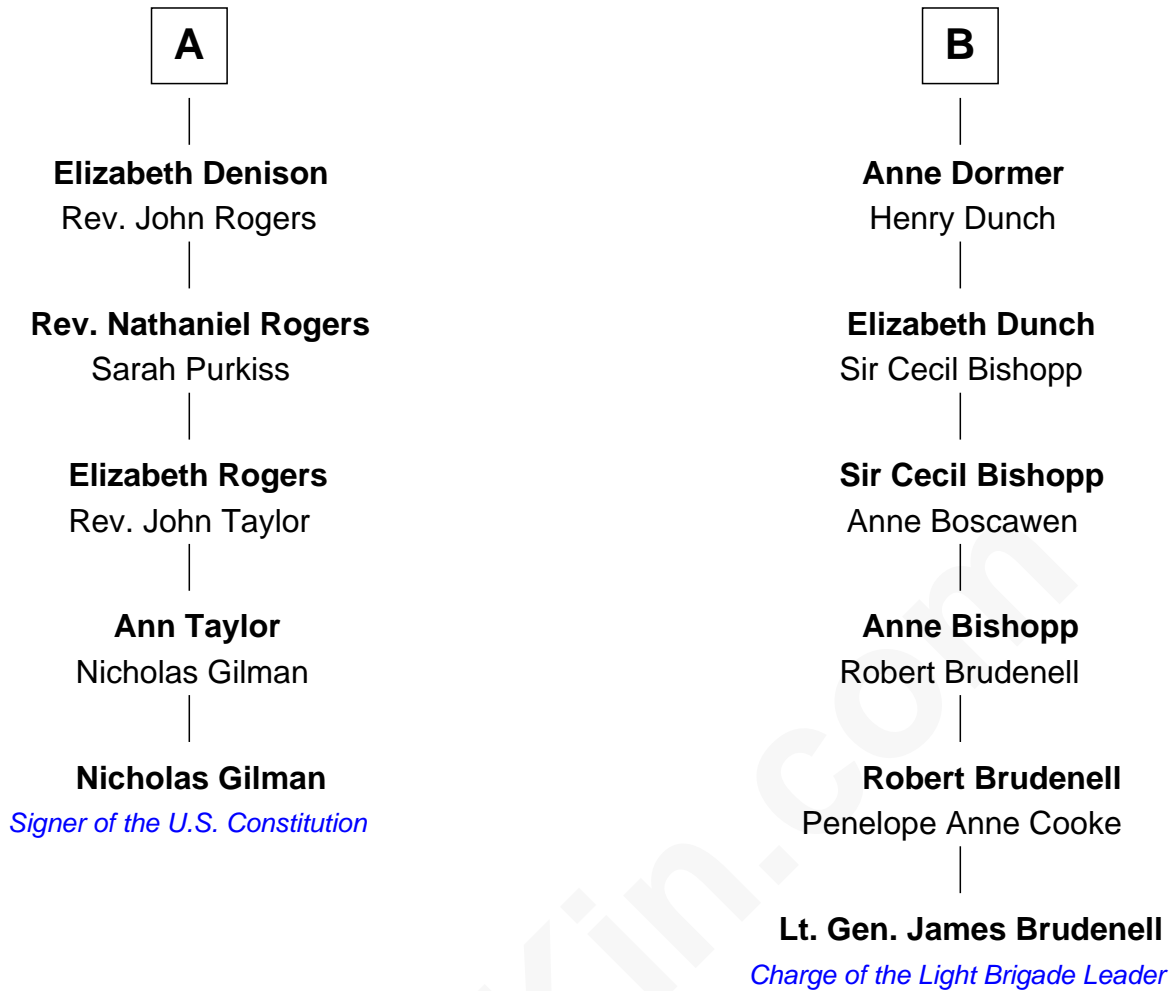 A
Elizabeth Denison
Rev. John Rogers
Rev. Nathaniel Rogers
Sarah Purkiss
Elizabeth Rogers
Rev. John Taylor
Ann Taylor
Nicholas Gilman
Nicholas Gilman
Signer of the U.S. Constitution
B
Anne Dormer
Henry Dunch
Elizabeth Dunch
Sir Cecil Bishopp
Sir Cecil Bishopp
Anne Boscawen
Anne Bishopp
Robert Brudenell
Robert Brudenell
Penelope Anne Cooke
Lt. Gen. James Brudenell
Charge of the Light Brigade Leader
Kin.com